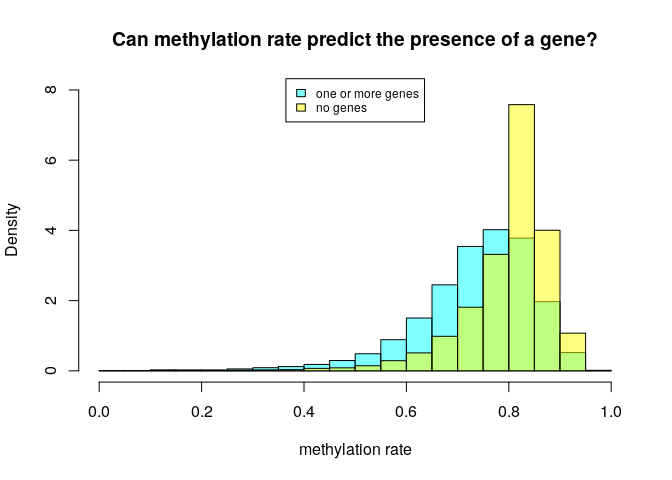 Can methylation rate predict the presence of a gene?
one or more genes
no genes
Density
8
6
4
2
0
0.0 0.2 0.4 0.6 0.8 1.0
methylation rate